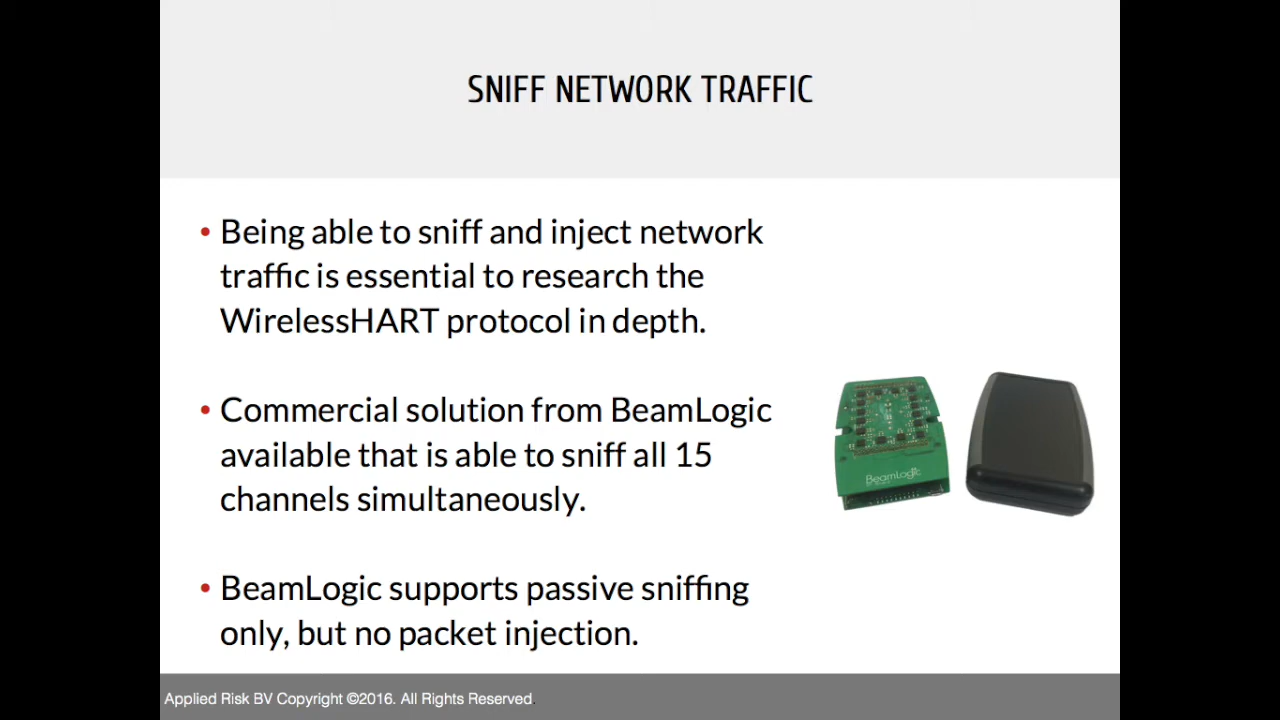 SNIFF NETWORK TRAFFIC
• Being able to sniff and inject network
traffic is essential to research the
WirelessHART protocol in depth.
• Commercial solution from BeamLogic
available that is able to sniff all 15
channels simultaneously.
BeamLogic
• BeamLogic supports passive sniffing
only, but no packet injection.
Applied Risk BV Copyright ©2016. All Rights Reserved.